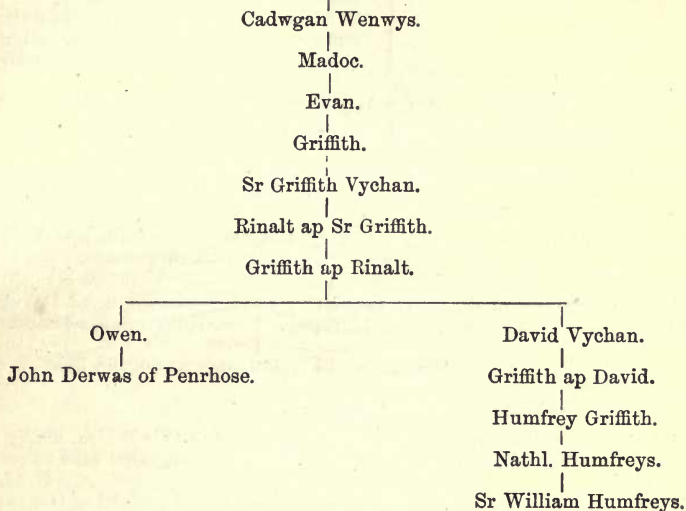 Cadwgan Wenwys.
Madoc.
Evan.
Griffith.
Sr Griffith Vychan.
Rinalt ap Sr Griffith.
Griffith ap Rinalt.
Owen. David Vychan.
John Derwas of Penrhose. Griffith ap David.
Humfrey Griffith.
Nathl. Humfreys.
Sr William Humfreys.